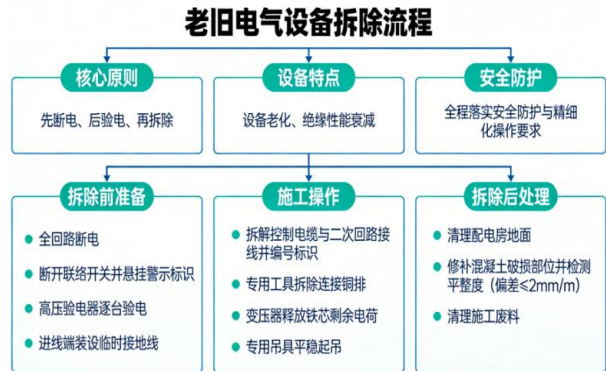 老旧电气设备拆除流程
核心原则
设备特点
安全防护
先断电、后验电、再拆除
设备老化、绝缘性能衰减
全程落实安全防护与精细
化操作要求
拆除前准备
施工操作
拆除后处理
全回路断电
断开联络开关并悬挂警示标识
高压验电器逐台验电
进线端装设临时接地线
拆解控制电缆与二次回路接
线并编号标识
专用工具拆除连接铜排
变压器释放铁芯剩余电荷
专用吊具平稳起吊
清理配电房地面
修补混凝土破损部位并检测
平整度（偏差≤2mm/m）
清理施工废料